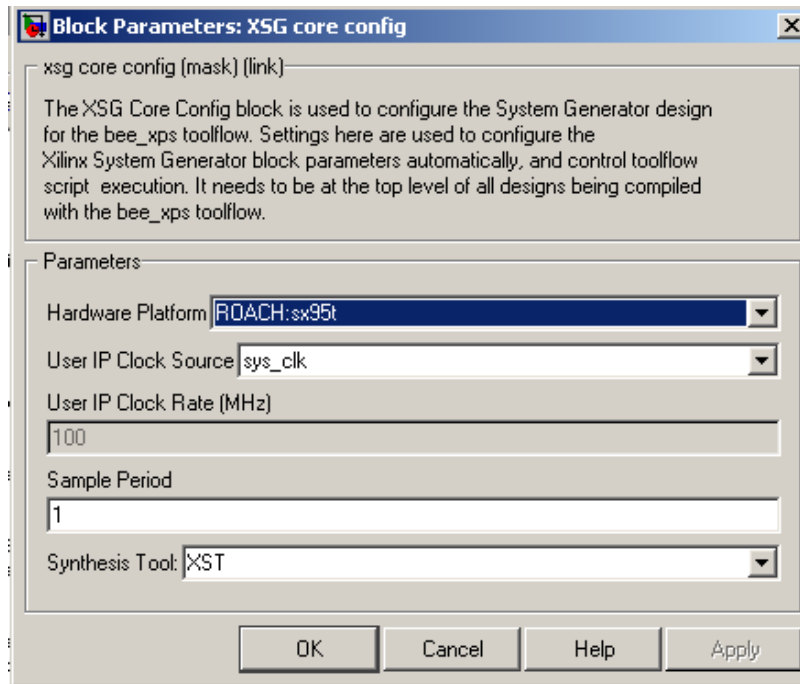 Block Parameters: XSG core config
xsg core config (mask) (link)
The XSG Core Config block is used to configure the System Generator design
for the bee_xps toolflow. Settings here are used to configure the
Xilinx System Generator block parameters automatically, and control toolflow
script  execution. It needs to be at the top level of all designs being compiled
with the bee_xps toolflow.
Parameters
Hardware Platform ROACH:sx95t
User IP Clock Source sys_clk
User IP Clock Rate (MHz)
100
Sample Period
1
Synthesis Tool: XST
OK Cancel Help Apply